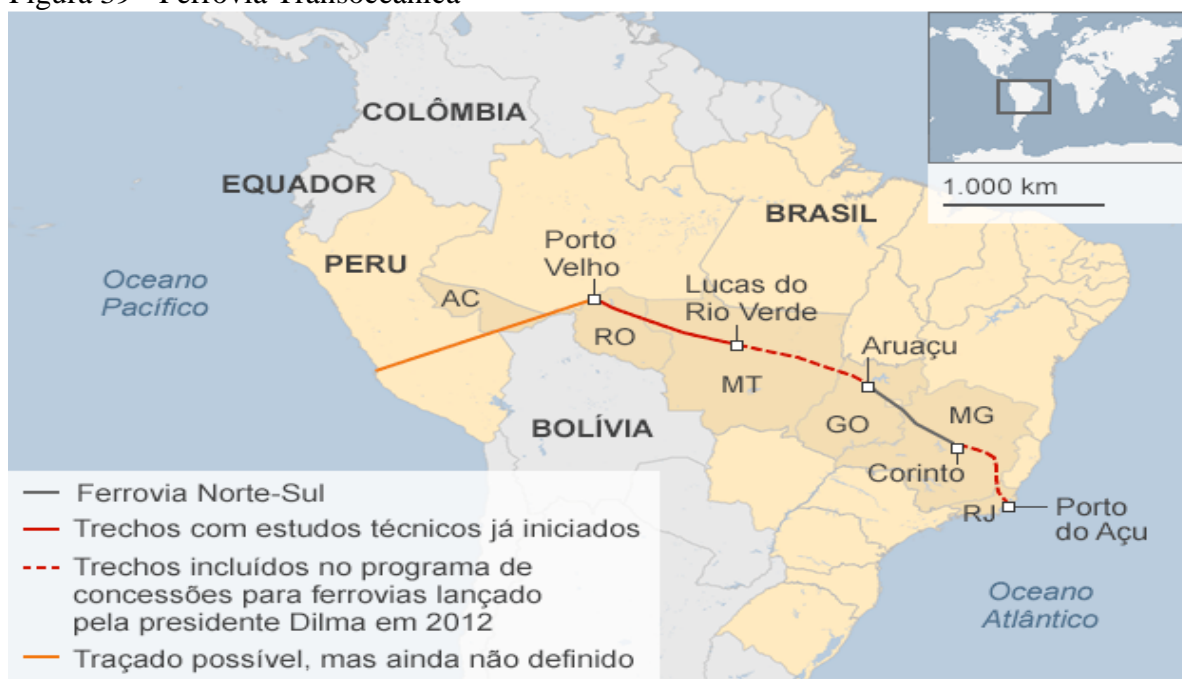 Figura 39 - Ferrovia Transoceânica
1.000 km
COLÔMBIA
EQUADOR
BRASIL
PERU
Oceano
Pacífico
Porto
Velho
Lucas do
Rio Verde
AC
RO
Aruaçu
MT
MG
GO
BOLÍVIA
Corinto
RJ
Porto
do Açu
Oceano
Atlântico
Ferrovia Norte-Sul
Trechos com estudos técnicos já iniciados
Trechos incluídos no programa de
concessões para ferrovias lançado
pela presidente Dilma em 2012
Traçado possível, mas ainda não definido